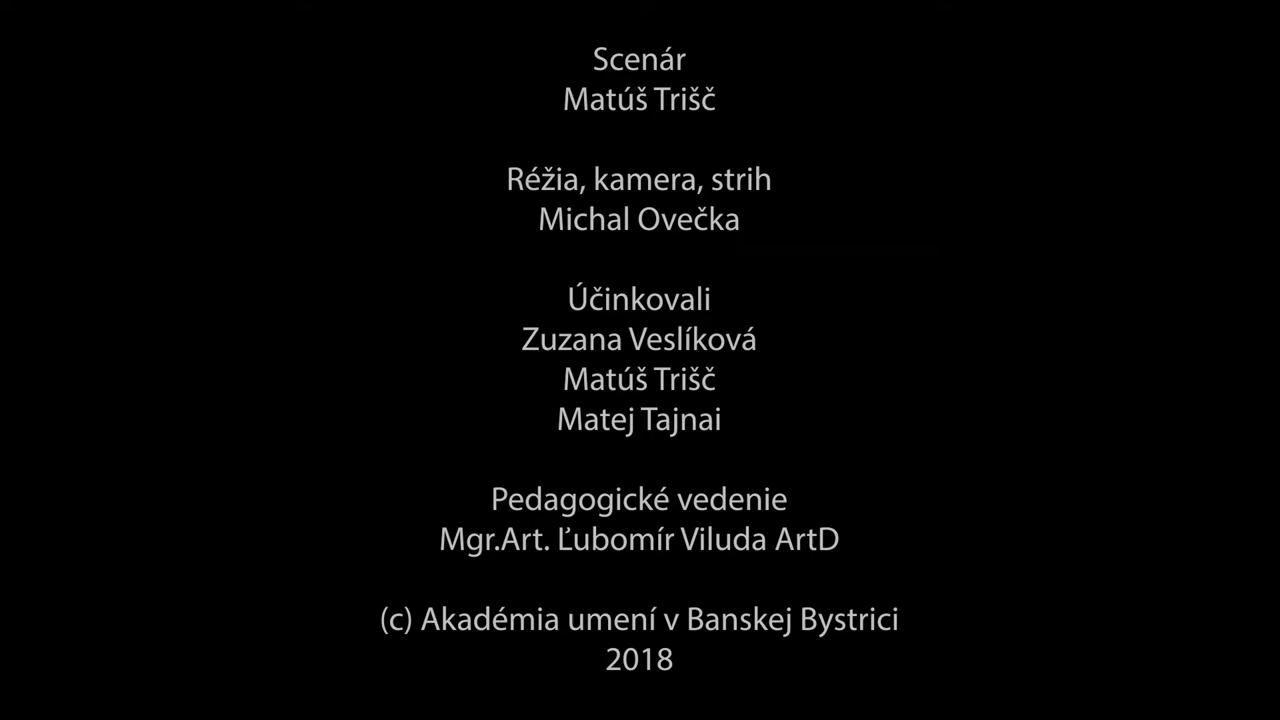 Scenár
Matúš Trišč
Réžia, kamera, strih
Michal Ovečka
Účinkovali
Zuzana Veslíková
Matúš Trišč
Matej Tajnai
Pedagogické vedenie
Mgr.Art. Ľubomír Viluda ArtD
(c) Akadémia umení v Banskej Bystrici
2018